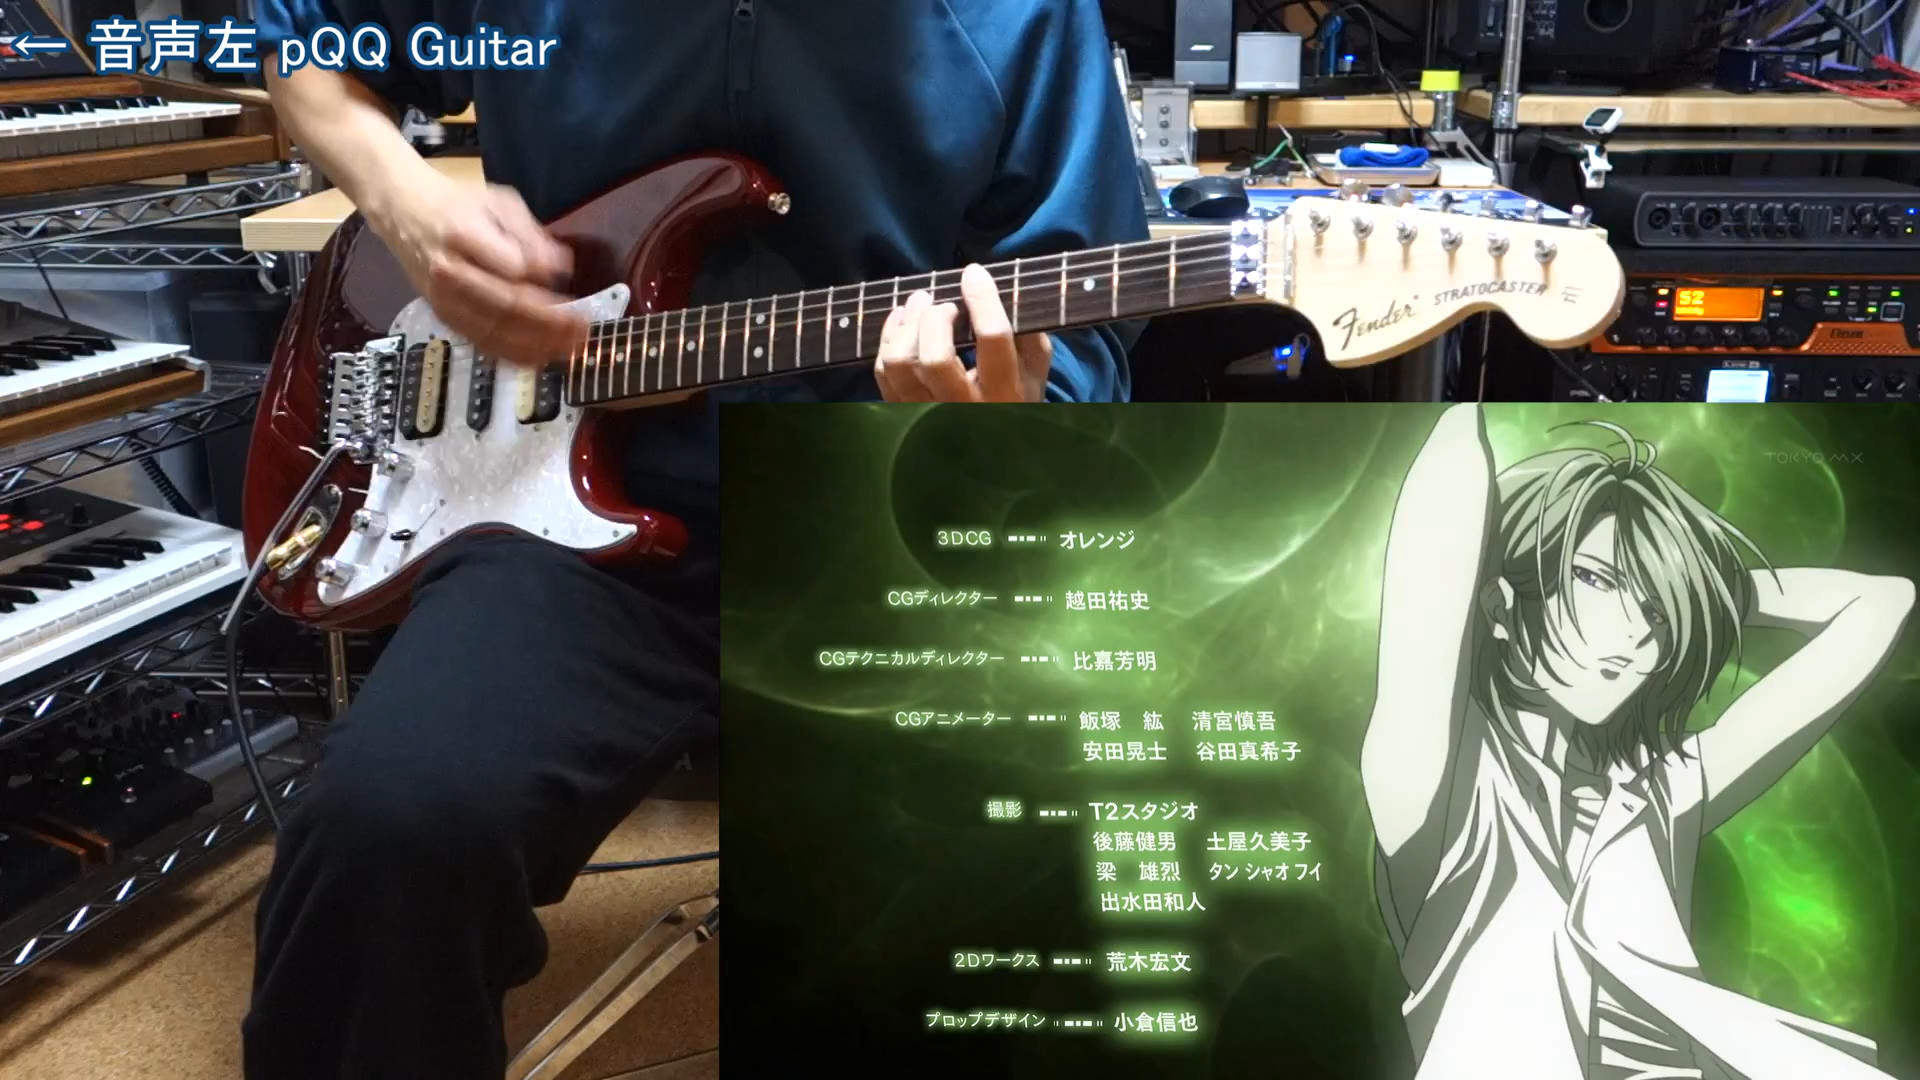 ← 音声左 pQQ Guitar
Fender STRATOCASTER
S2
TOKYO MX
3DCG オレンジ
CGディレクター 越田祐史
CGテクニカルディレクター 比嘉芳明
CGアニメーター 飯塚 紘 清宮慎吾
安田晃士 谷田真希子
撮影 T2スタジオ
後藤健男 土屋久美子
梁 雄烈 タン シャオフイ
出水田和人
2Dワークス 荒木宏文
プロップデザイン 小倉信也